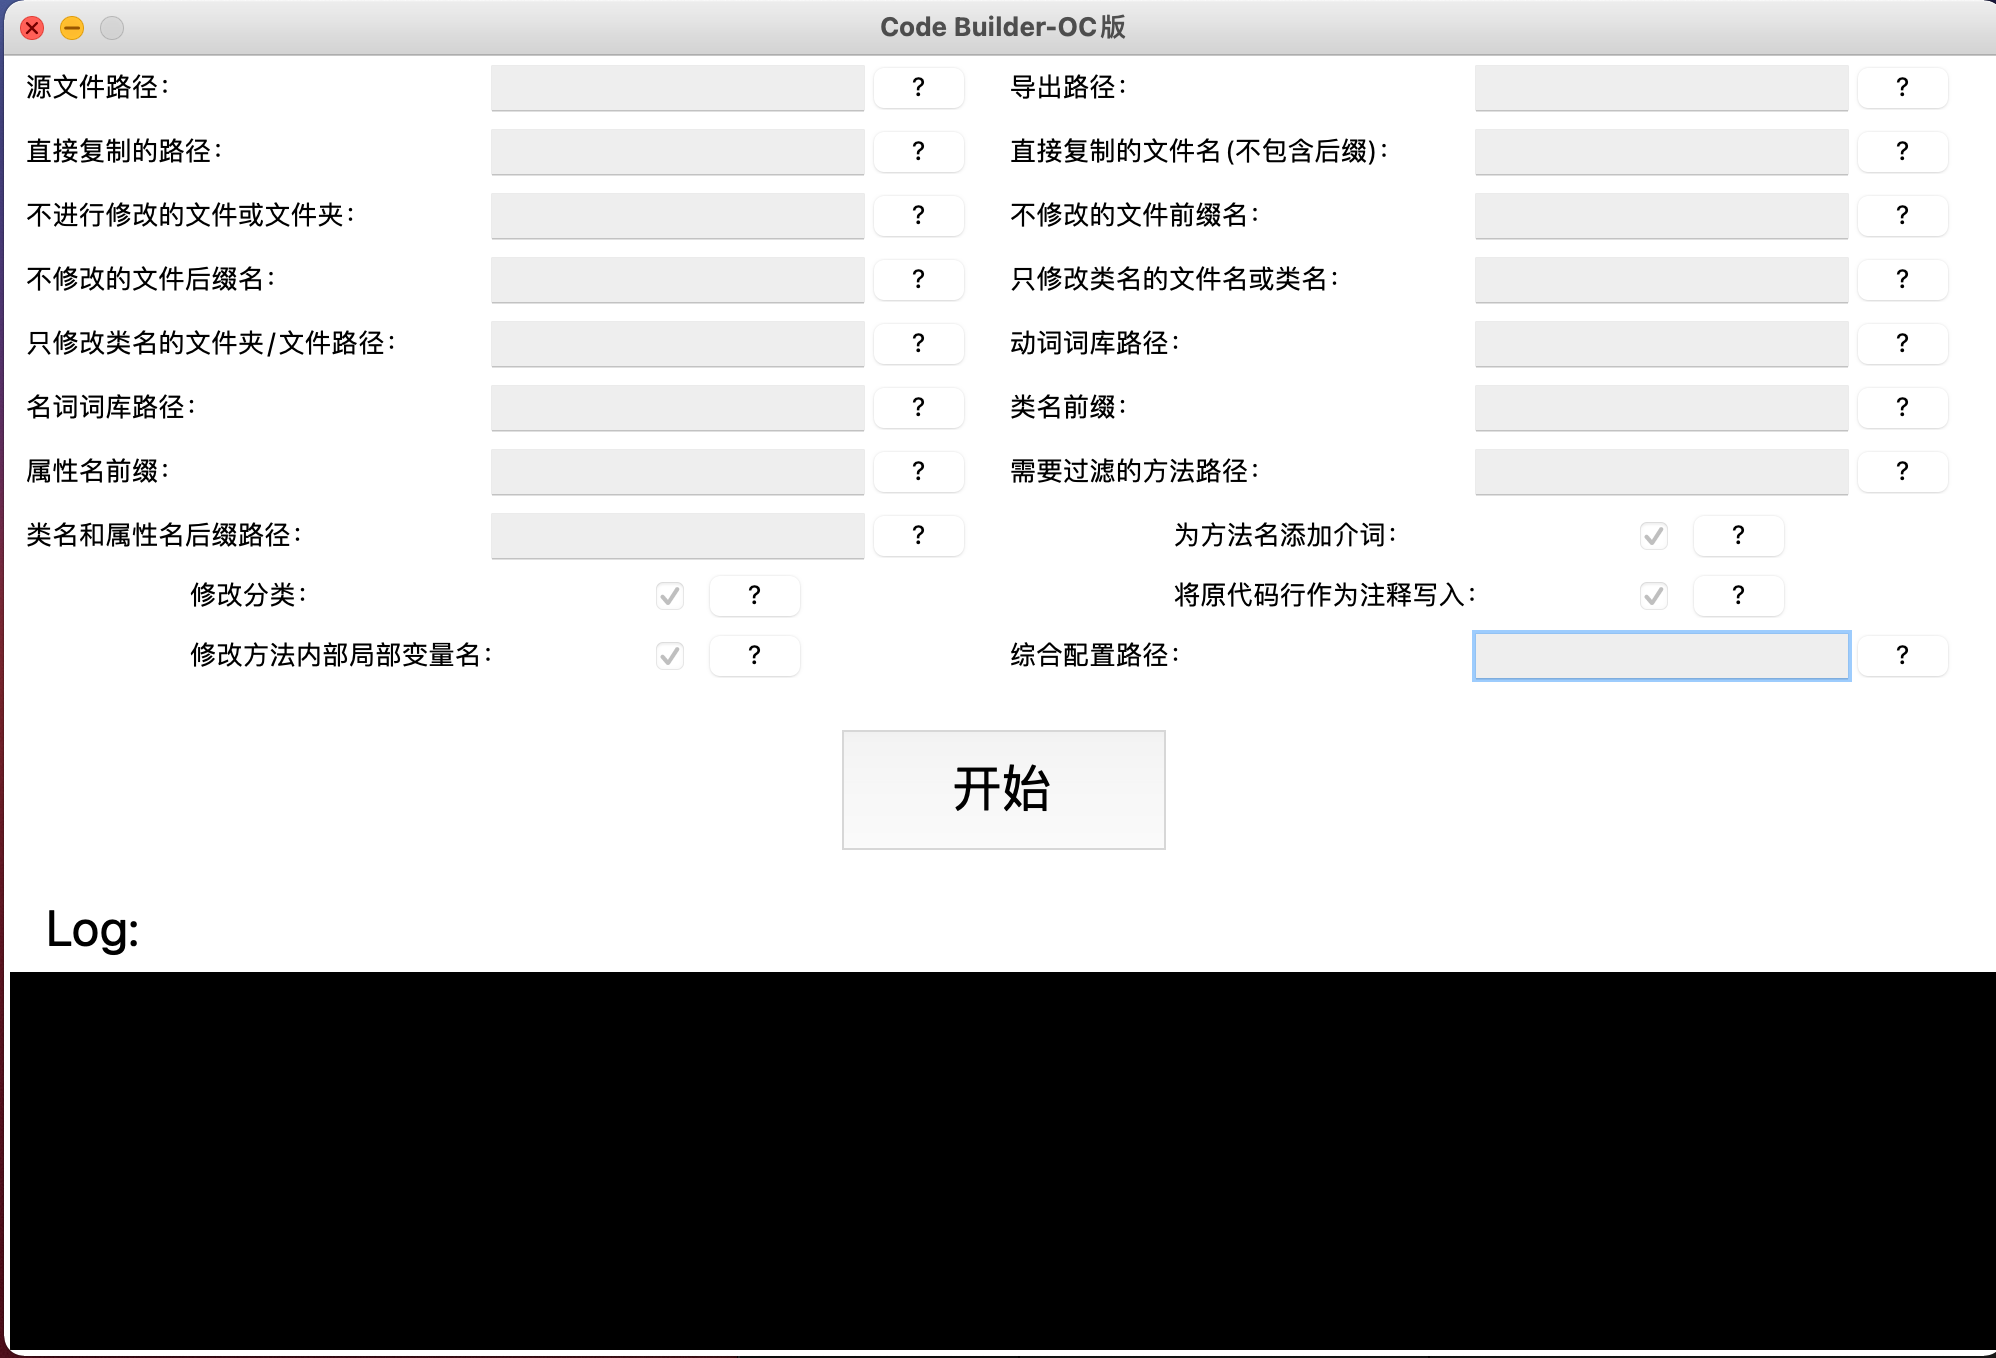 Code Builder-OC版
源文件路径: ? 导出路径: ?
直接复制的路径: ? 直接复制的文件名(不包含后缀): ?
不进行修改的文件或文件夹: ? 不修改的文件前缀名: ?
不修改的文件后缀名: ? 只修改类名的文件名或类名: ?
只修改类名的文件夹/文件路径: ? 动词词库路径: ?
名词词库路径: ? 类名前缀: ?
属性名前缀: ? 需要过滤的方法路径: ?
类名和属性名后缀路径: ? 为方法名添加介词: ?
修改分类: ? 将原代码行作为注释写入: ?
修改方法内部局部变量名: ? 综合配置路径: ?
开始
Log: